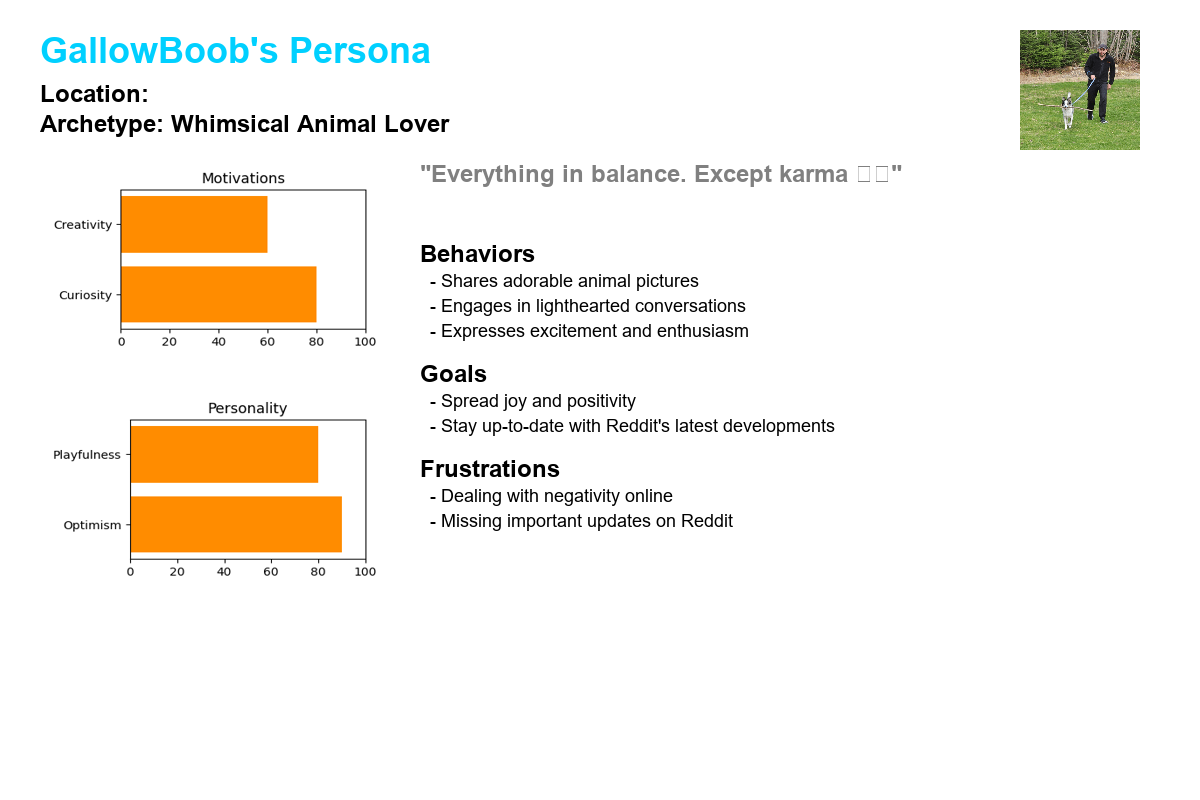 GallowBoob's Persona
Location:
Archetype: Whimsical Animal Lover
Motivations
Creativity
Curiosity
0 20 40 60 80 100
Personality
Playfulness
Optimism
0 20 40 60 80 100
"Everything in balance. Except karma □□"
Behaviors
- Shares adorable animal pictures
- Engages in lighthearted conversations
- Expresses excitement and enthusiasm
Goals
- Spread joy and positivity
- Stay up-to-date with Reddit's latest developments
Frustrations
- Dealing with negativity online
- Missing important updates on Reddit